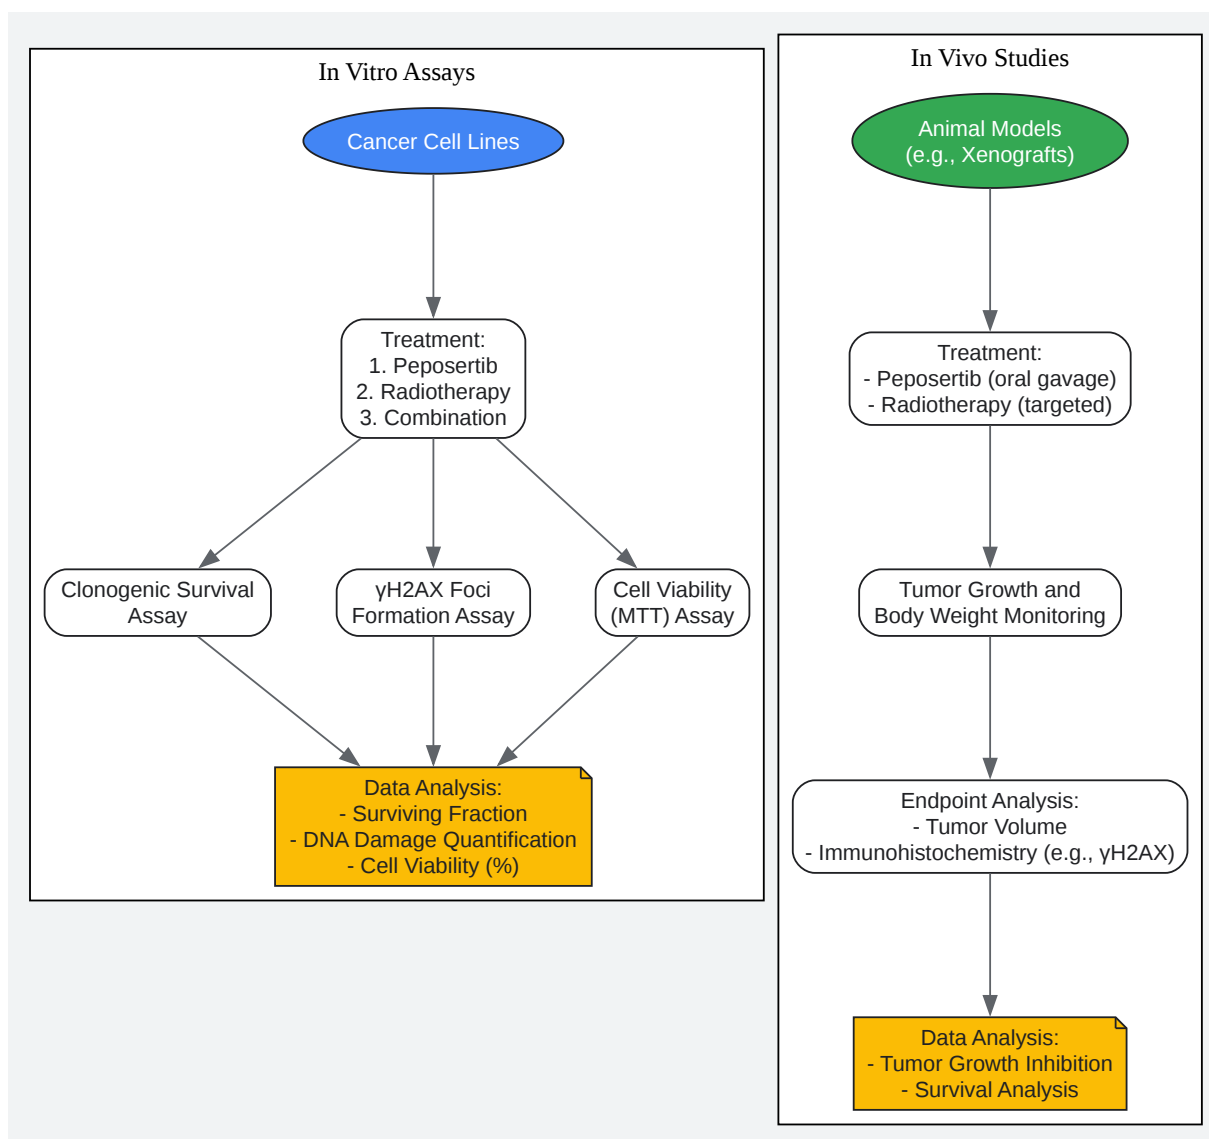 In Vitro Assays
Cancer Cell Lines
Treatment:
1. Peposertib
2. Radiotherapy
3. Combination
Clonogenic Survival
Assay
γH2AX Foci
Formation Assay
Cell Viability
(MTT) Assay
Data Analysis:
- Surviving Fraction
- DNA Damage Quantification
- Cell Viability (%)
In Vivo Studies
Animal Models
(e.g., Xenografts)
Treatment:
- Peposertib (oral gavage)
- Radiotherapy (targeted)
Tumor Growth and
Body Weight Monitoring
Endpoint Analysis:
- Tumor Volume
- Immunohistochemistry (e.g., γH2AX)
Data Analysis:
- Tumor Growth Inhibition
- Survival Analysis